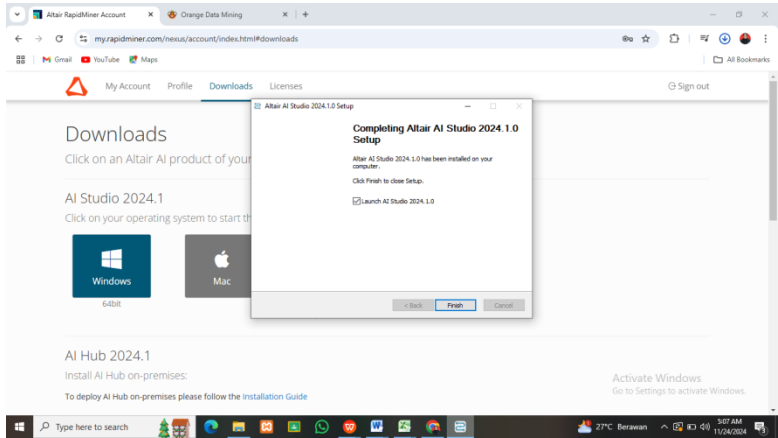 Altair RapidMiner Account
Orange Data Mining
my.rapidminer.com/nexus/account/index.html#downloads
Gmail YouTube Maps
All Bookmarks
My Account Profile Downloads Licenses
Sign out
Altair AI Studio 2024.1.0 Setup
Completing Altair AI Studio 2024.1.0
Setup
Altair AI Studio 2024.1.0 has been installed on your
computer.
Click Finish to close Setup.
Launch AI Studio 2024.1.0
< Back Finish Cancel
Downloads
Click on an Altair AI product of your
AI Studio 2024.1
Click on your operating system to start th
Windows
Mac
64bit
AI Hub 2024.1
Install AI Hub on-premises:
To deploy AI Hub on-premises please follow the Installation Guide
Activate Windows
Go to Settings to activate Windows.
Type here to search
27°C Berawan
5:07 AM
11/24/2024